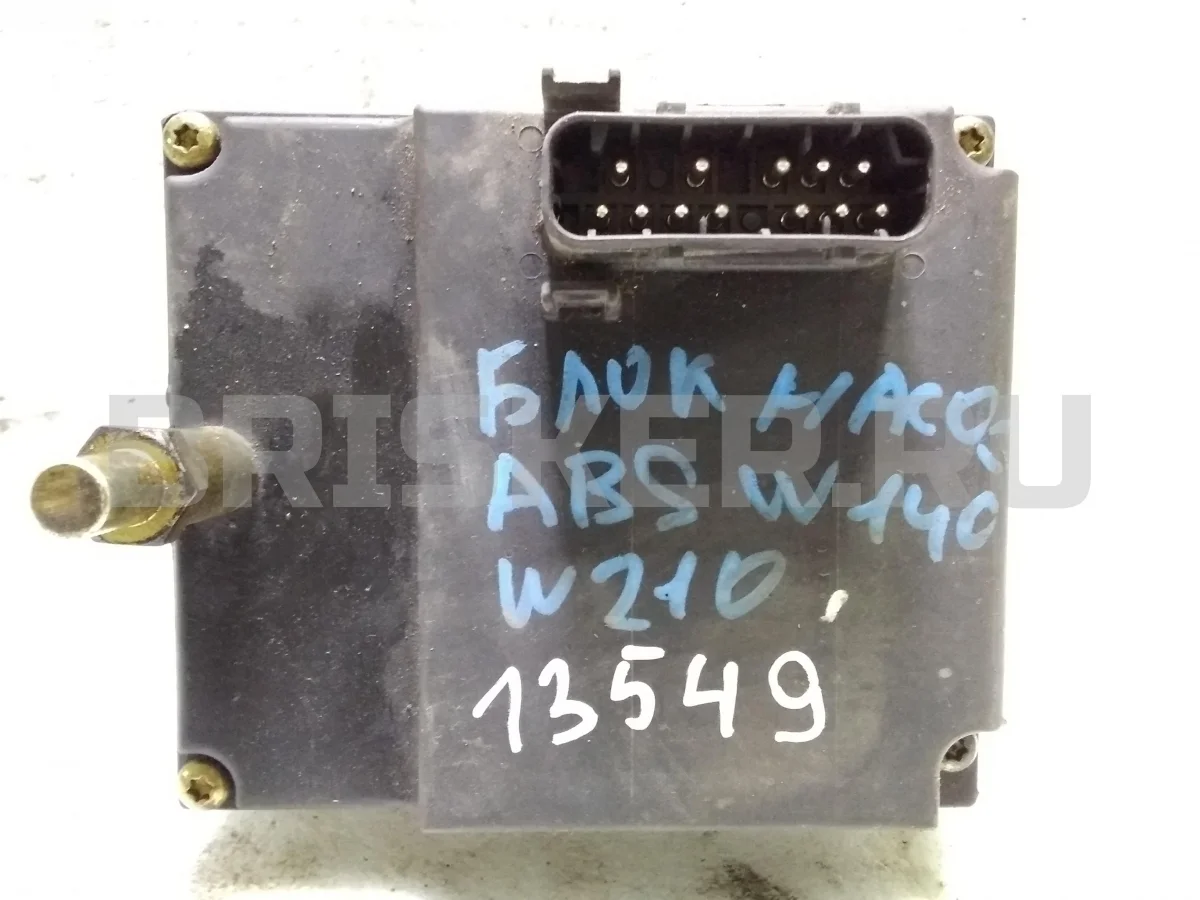 БЛОК НАСО
ABS W140
W210
13549
BRISKER.RU